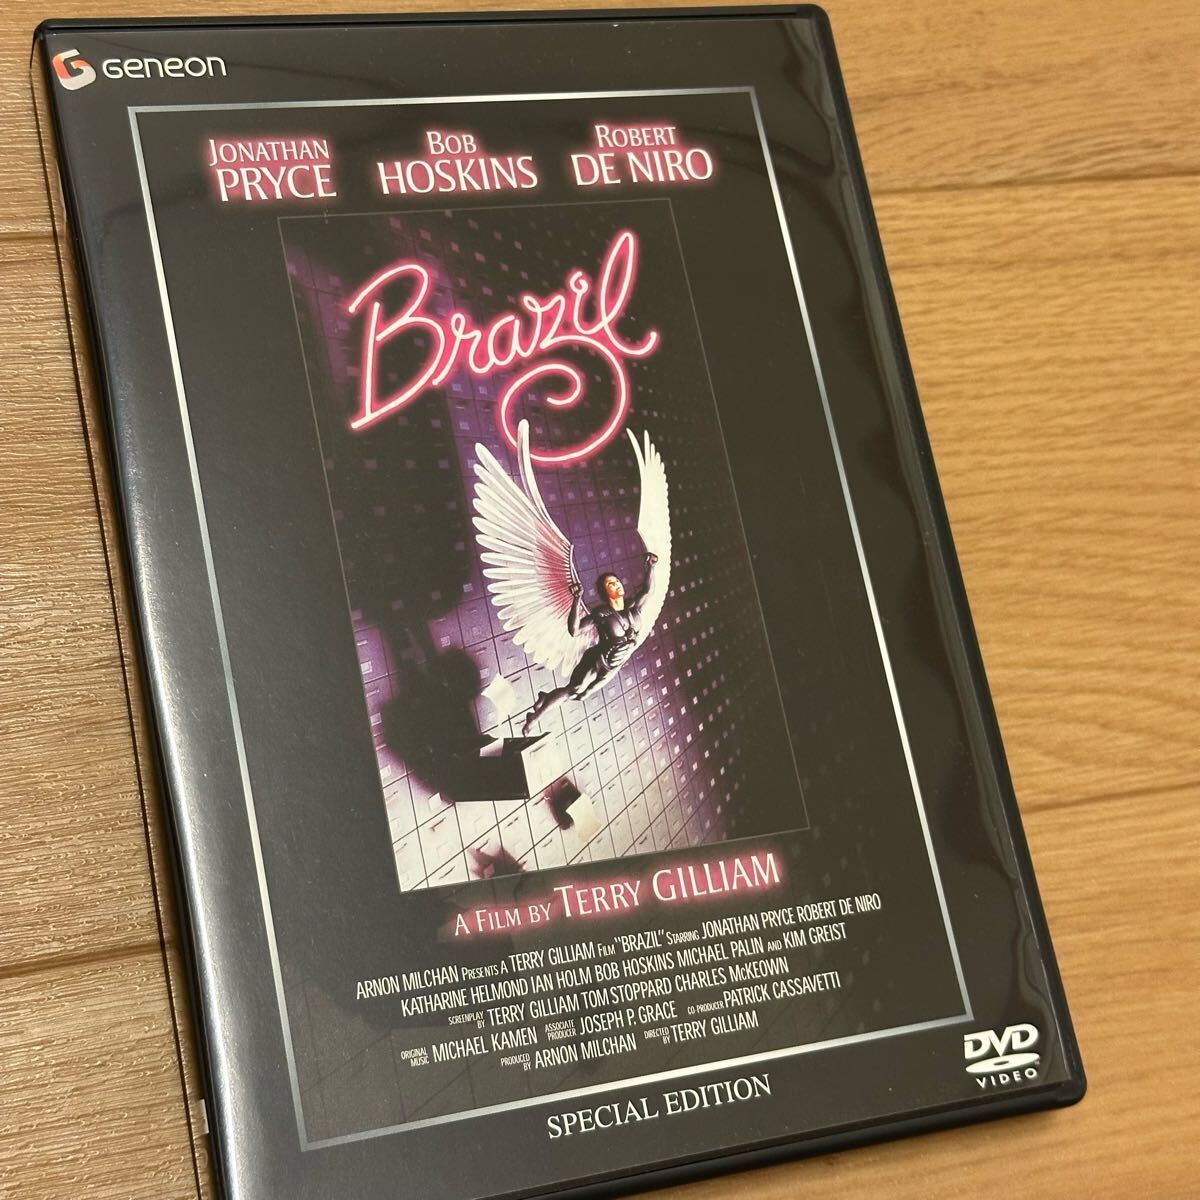 GENEON
JONATHAN PRYCE
BOB HOSKINS
ROBERT DE NIRO
Brazil
A FILM BY TERRY GILLIAM
ARNON MILCHAN PRESENTS A TERRY GILLIAM FILM "BRAZIL" STARRING JONATHAN PRYCE ROBERT DE NIRO
KATHARINE HELMOND IAN HOLM BOB HOSKINS MICHAEL PALIN AND KIM GREIST
SCREENPLAY BY TERRY GILLIAM TOM STOPPARD CHARLES McKEOWN
ORIGINAL MUSIC MICHAEL KAMEN ASSOCIATE PRODUCER JOSEPH P. GRACE CO-PRODUCER PATRICK CASSAVETTI
PRODUCED BY ARNON MILCHAN DIRECTED BY TERRY GILLIAM
SPECIAL EDITION
DVD
VIDEO